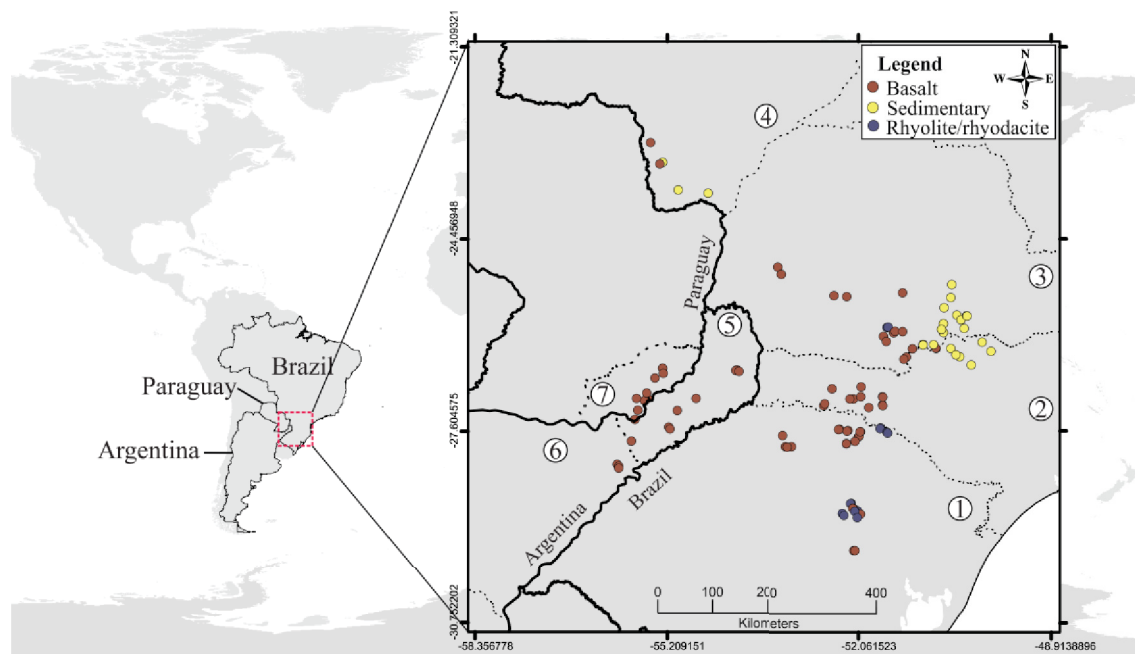 Brazil
Paraguay
Argentina
-21.309321
-24.456948
-27.604575
-30.752202
-58.356778
-55.209151
-52.061523
-48.9138896
Legend
Basalt
Sedimentary
Rhyolite/rhyodacite
N
W E
S
4
3
Paraguay
5
7
2
6
Brazil
Argentina
1
0 100 200 400
Kilometers